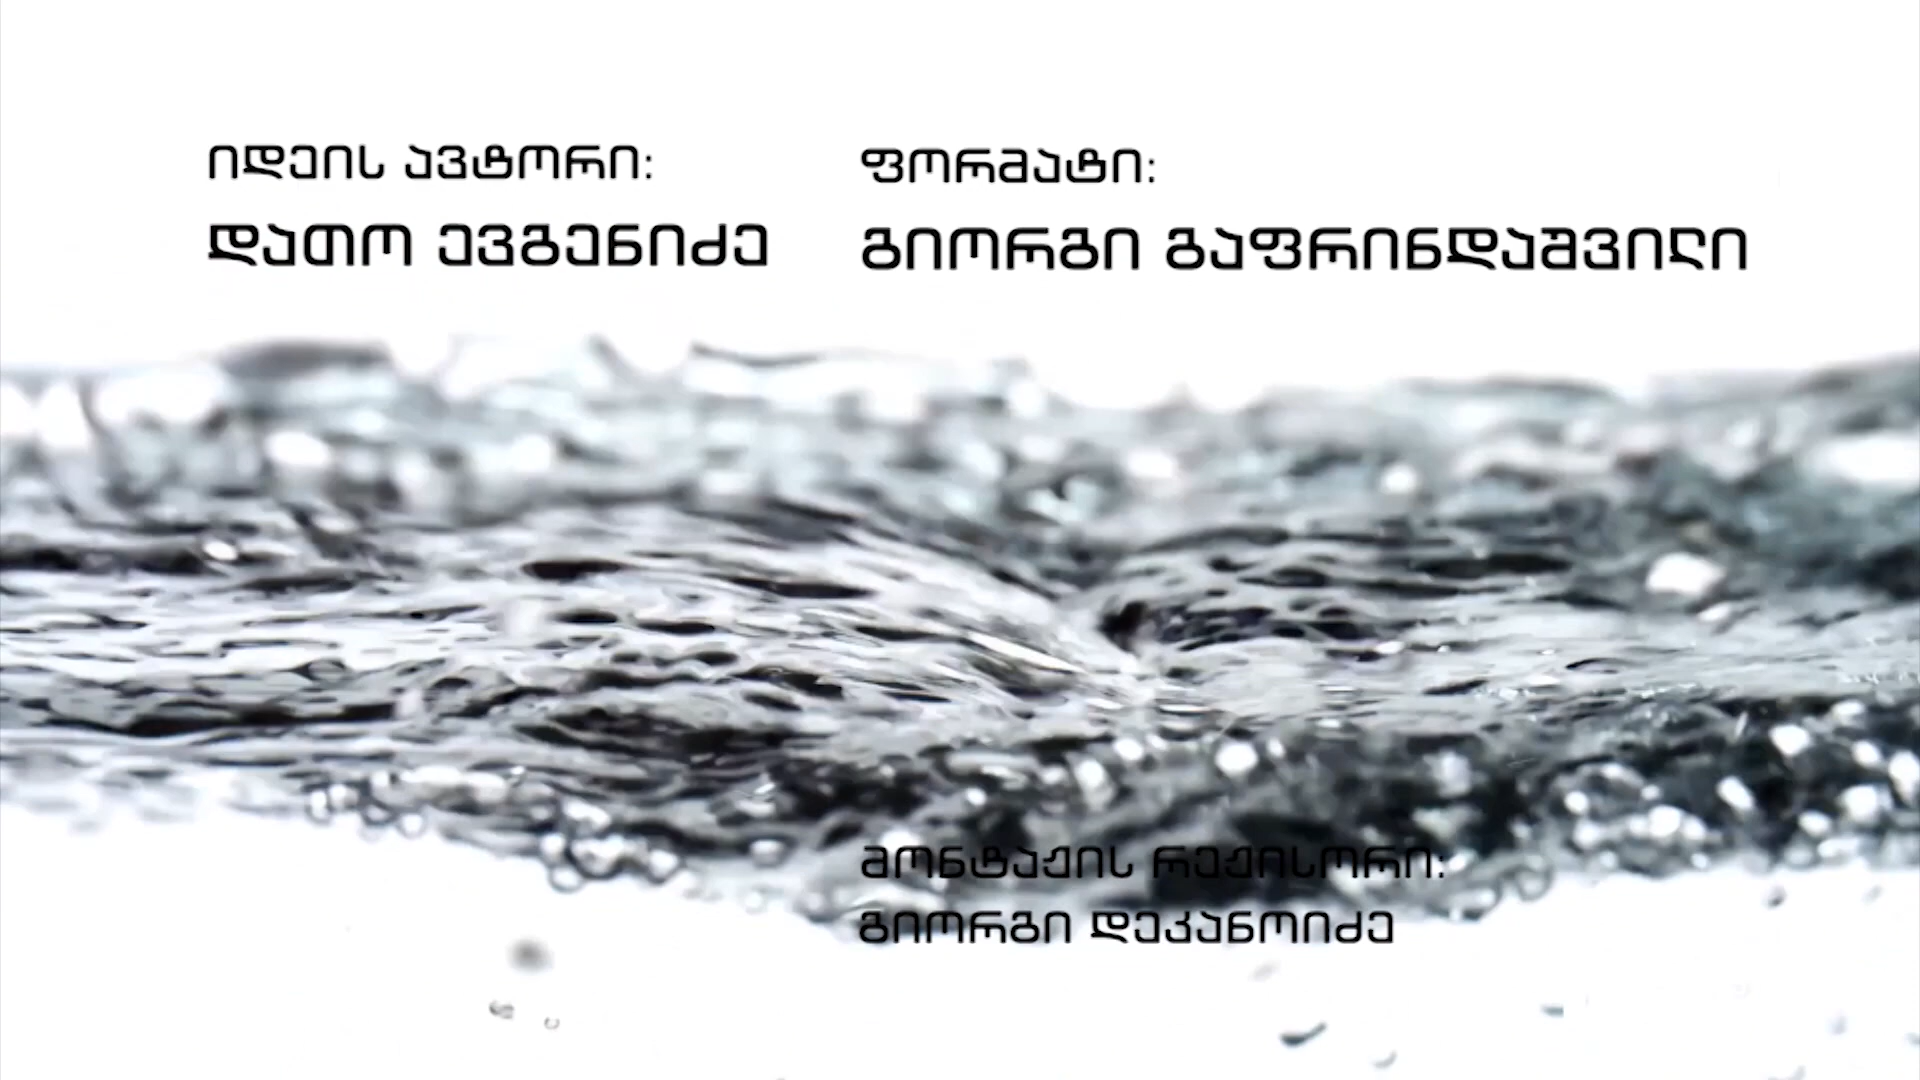 იდეის ავტორი:
დათო ევგენიძე
ფორმატი:
გიორგი გაფრინდაშვილი
მონტაჟის რეჟისორი:
გიორგი დეკანოიძე